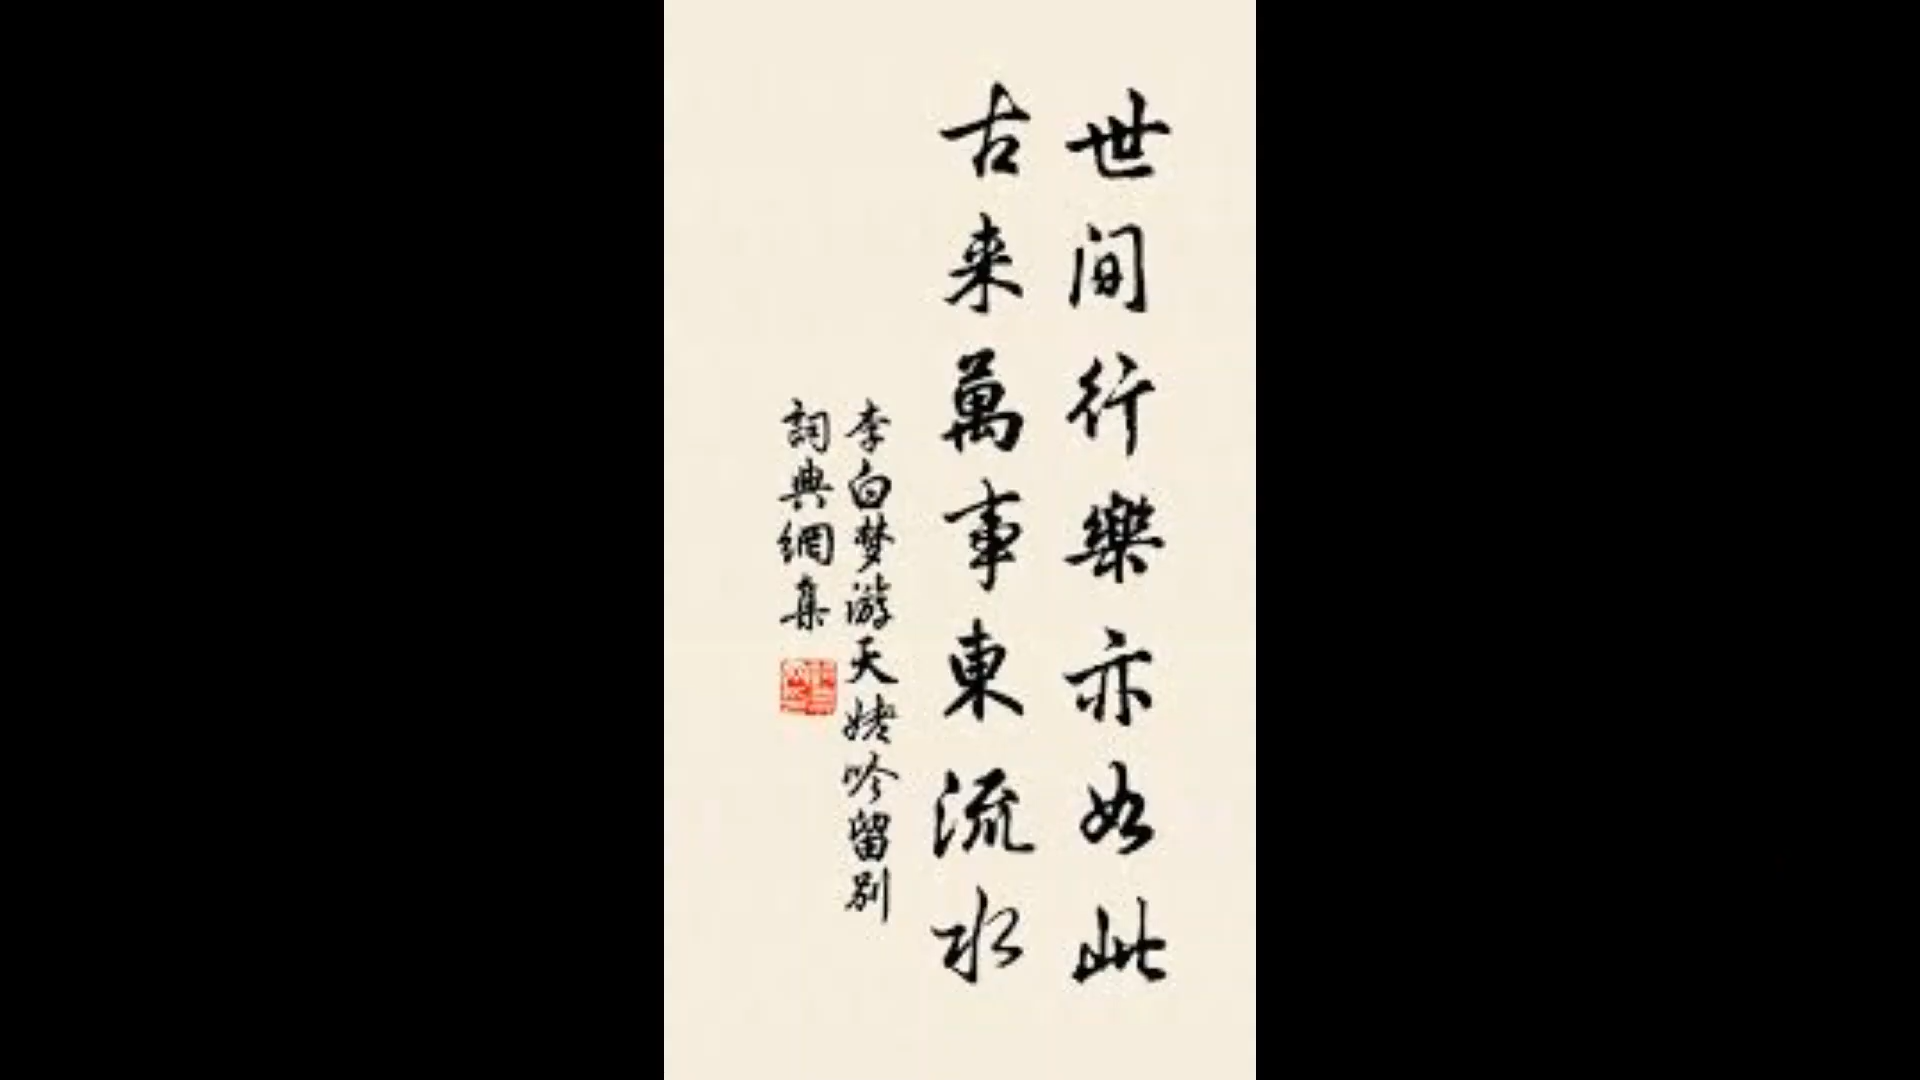 世间行樂亦如此
古来萬事東流水
李白梦游天姥吟留别
詞典網集